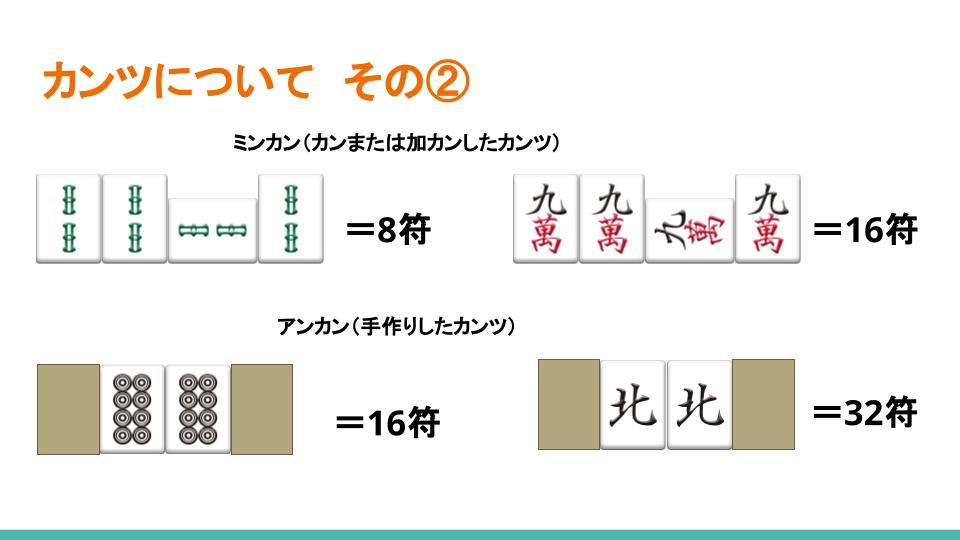 カンツについて　その②
ミンカン（カンまたは加カンしたカンツ）
九萬 九萬 九萬 九萬
＝8符
＝16符
アンカン（手作りしたカンツ）
北 北
＝16符
＝32符